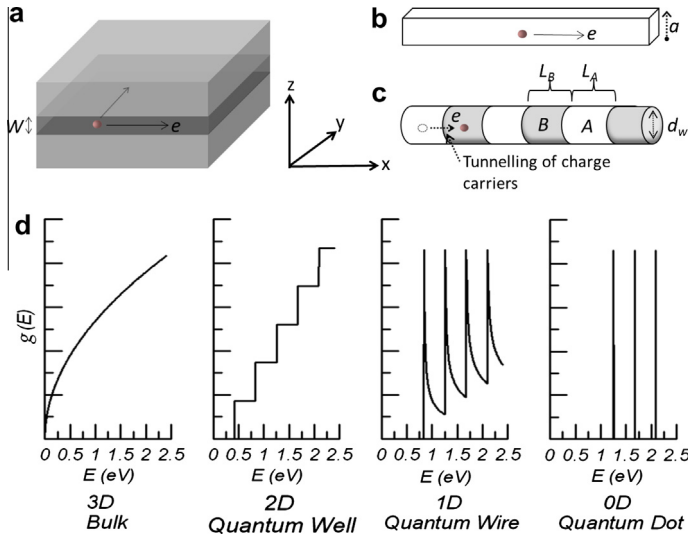 a
W
e
z
y
x
b
a
e
L_B L_A
c
e
B A
d_w
Tunnelling of charge
carriers
d
g(E)
0 0.5 1 1.5 2 2.5
E (eV)
3D
Bulk
0 0.5 1 1.5 2 2.5
E (eV)
2D
Quantum Well
0 0.5 1 1.5 2 2.5
E (eV)
1D
Quantum Wire
0 0.5 1 1.5 2 2.5
E (eV)
0D
Quantum Dot